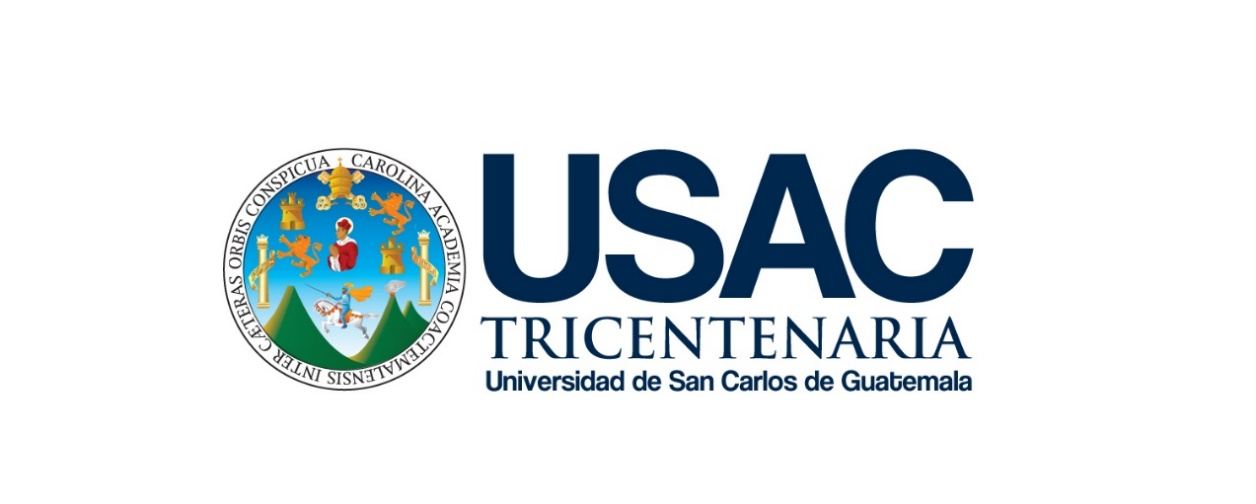 CAROLINA ACADEMIA COACTEMALENSIS INTER CAETERAS ORBIS CONSPICUA
USAC
TRICENTENARIA
Universidad de San Carlos de Guatemala